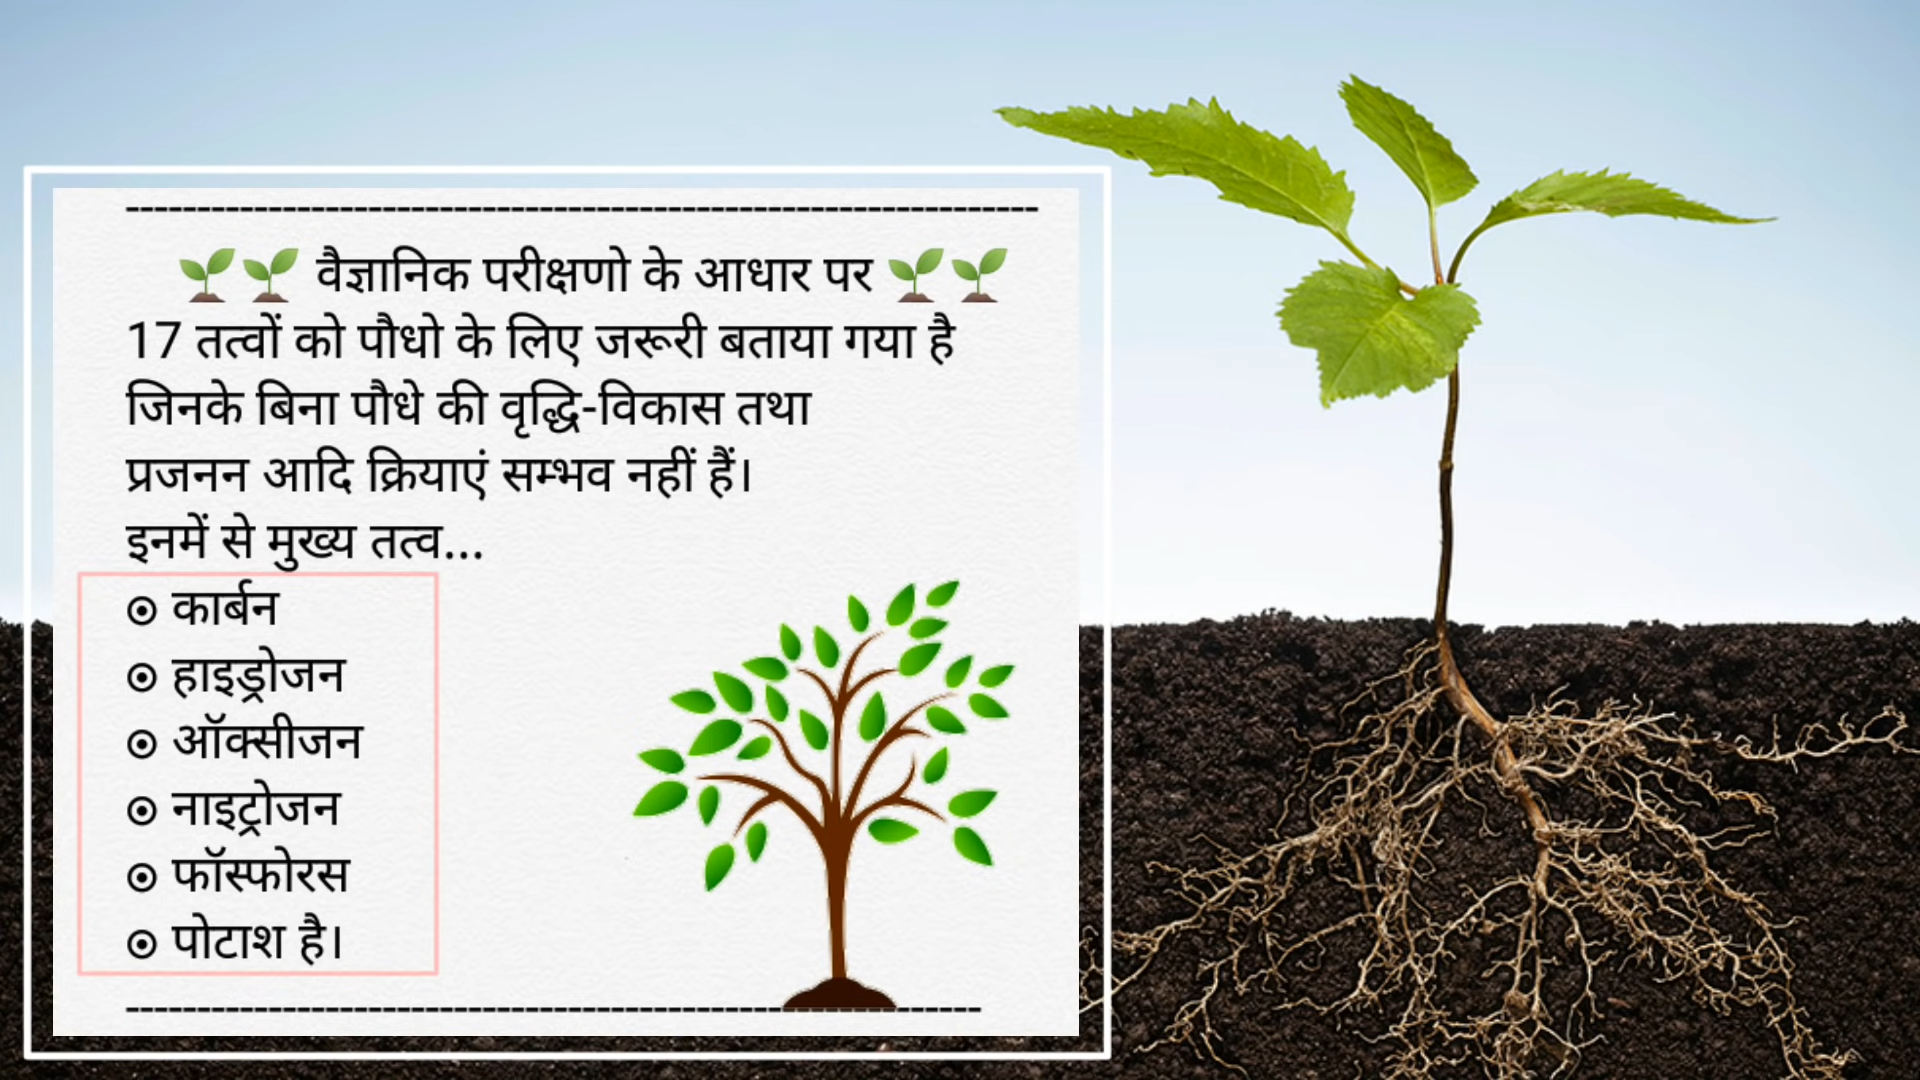 -----------------------------------------------------------------
🌱🌱 वैज्ञानिक परीक्षणो के आधार पर 🌱🌱
17 तत्वों को पौधो के लिए जरूरी बताया गया है
जिनके बिना पौधे की वृद्धि-विकास तथा
प्रजनन आदि क्रियाएं सम्भव नहीं हैं।
इनमें से मुख्य तत्व...
⊙ कार्बन
⊙ हाइड्रोजन
⊙ ऑक्सीजन
⊙ नाइट्रोजन
⊙ फॉस्फोरस
⊙ पोटाश है।
-------------------------------------------------------------